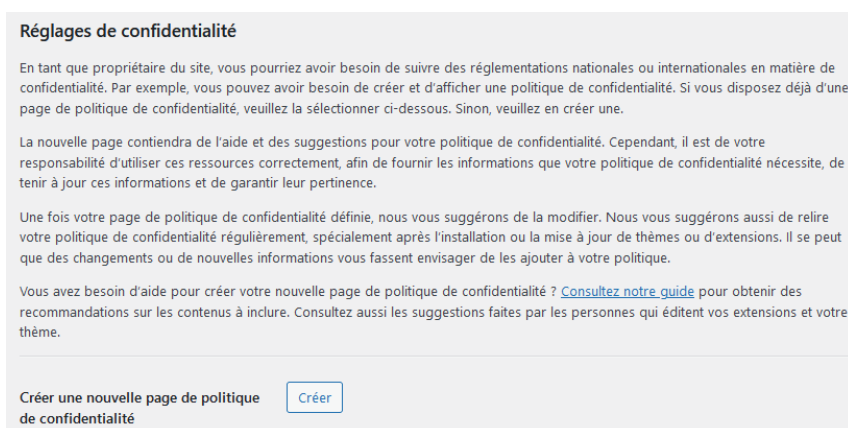 Réglages de confidentialité
En tant que propriétaire du site, vous pourriez avoir besoin de suivre des réglementations nationales ou internationales en matière de
confidentialité. Par exemple, vous pouvez avoir besoin de créer et d'afficher une politique de confidentialité. Si vous disposez déjà d'une
page de politique de confidentialité, veuillez la sélectionner ci-dessous. Sinon, veuillez en créer une.
La nouvelle page contiendra de l'aide et des suggestions pour votre politique de confidentialité. Cependant, il est de votre
responsabilité d'utiliser ces ressources correctement, afin de fournir les informations que votre politique de confidentialité nécessite, de
tenir à jour ces informations et de garantir leur pertinence.
Une fois votre page de politique de confidentialité définie, nous vous suggérons de la modifier. Nous vous suggérons aussi de relire
votre politique de confidentialité régulièrement, spécialement après l'installation ou la mise à jour de thèmes ou d'extensions. Il se peut
que des changements ou de nouvelles informations vous fassent envisager de les ajouter à votre politique.
Vous avez besoin d'aide pour créer votre nouvelle page de politique de confidentialité ? Consultez notre guide pour obtenir des
recommandations sur les contenus à inclure. Consultez aussi les suggestions faites par les personnes qui éditent vos extensions et votre
thème.
Créer une nouvelle page de politique Créer
de confidentialité